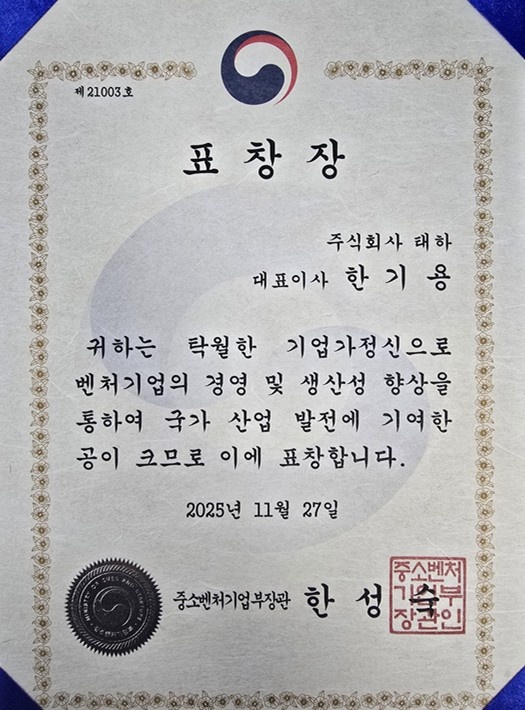 제 21003 호
표 창 장
주식회사 태하
대표이사 한 기 용
귀하는 탁월한 기업가정신으로
벤처기업의 경영 및 생산성 향상을
통하여 국가 산업 발전에 기여한
공이 크므로 이에 표창합니다.
2025년 11월 27일
중소벤처기업부장관 한 성 숙
중소벤처
기업부
장관인